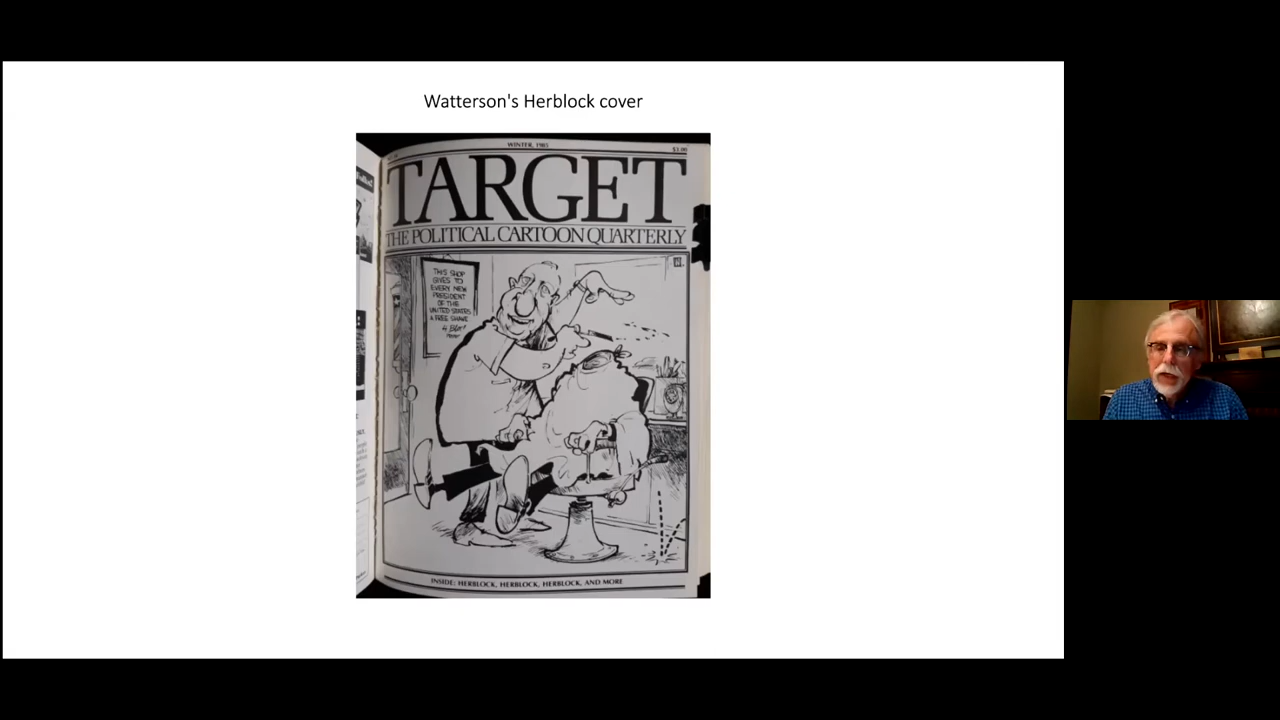 Watterson's Herblock cover
WINTER, 1985
$3.00
TARGET
THE POLITICAL CARTOON QUARTERLY
THIS SHOP
GIVES TO
EVERY NEW
PRESIDENT
OF THE
UNITED STATES
A FREE SHAVE
INSIDE: HERBLOCK, HERBLOCK, HERBLOCK, AND MORE